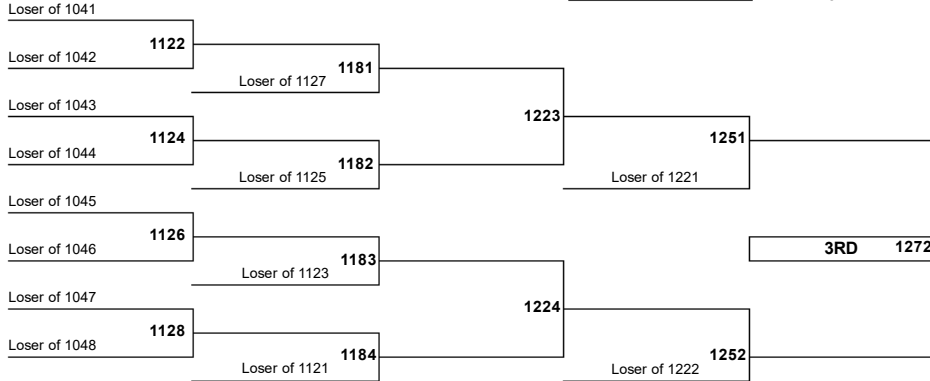 Loser of 1041
1122
Loser of 1042
1181
Loser of 1127
Loser of 1043
1223
1124
1251
Loser of 1044
1182
Loser of 1125
Loser of 1221
Loser of 1045
1126
3RD 1272
Loser of 1046
1183
Loser of 1123
Loser of 1047
1224
1128
Loser of 1048
1184
1252
Loser of 1121
Loser of 1222